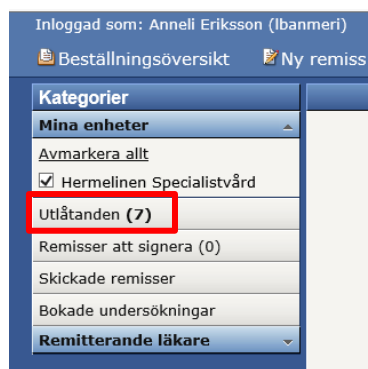 Inloggad som: Anneli Eriksson (lbanmeri)
Beställningsöversikt Ny remiss
Kategorier
Mina enheter
Avmarkera allt
Hermelinen Specialistvård
Utlåtanden (7)
Remisser att signera (0)
Skickade remisser
Bokade undersökningar
Remitterande läkare